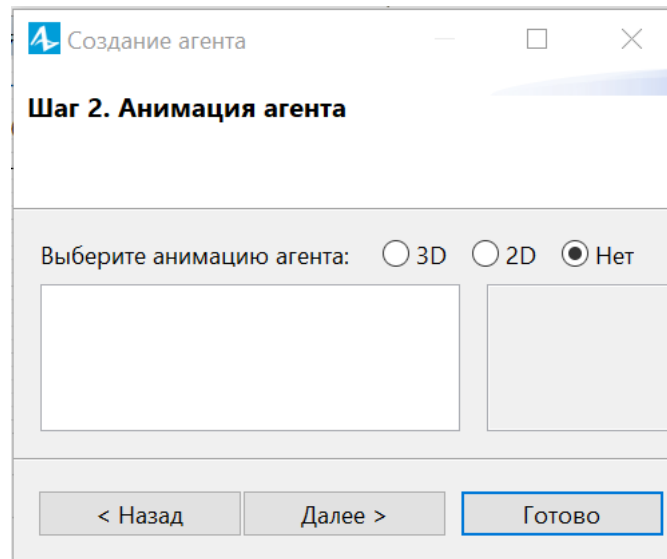 Создание агента
Шаг 2. Анимация агента
Выберите анимацию агента: 3D 2D Нет
< Назад Далее > Готово